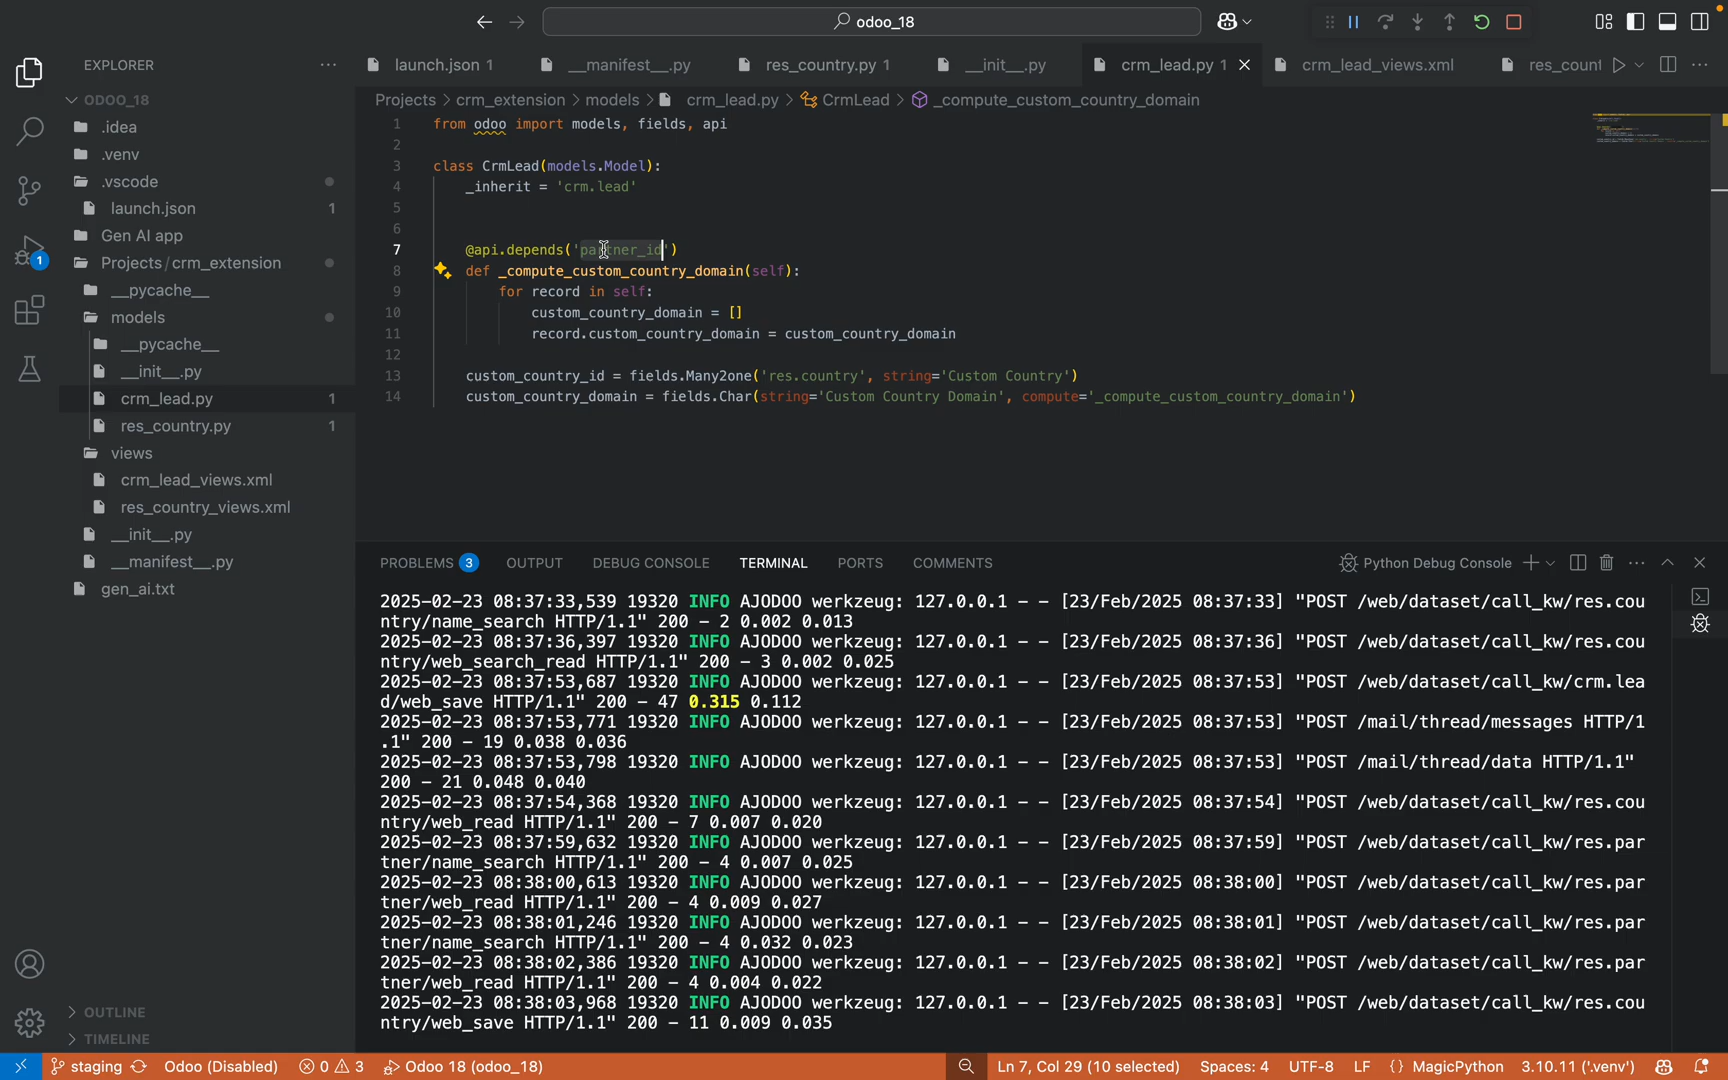 odoo_18
EXPLORER
launch.json 1
__manifest__.py
res_country.py 1
__init__.py
crm_lead.py 1
crm_lead_views.xml
res_count
ODOO_18
Projects > crm_extension > models > crm_lead.py > CrmLead > _compute_custom_country_domain
.idea
.venv
.vscode
launch.json 1
Gen AI app
Projects/crm_extension
__pycache__
models
__pycache__
__init__.py
crm_lead.py 1
res_country.py 1
views
crm_lead_views.xml
res_country_views.xml
__init__.py
__manifest__.py
gen_ai.txt
OUTLINE
TIMELINE
1
1 from odoo import models, fields, api
2
3 class CrmLead(models.Model):
4 _inherit = 'crm.lead'
5
6
7 @api.depends('partner_id')
8 def _compute_custom_country_domain(self):
9 for record in self:
10 custom_country_domain = []
11 record.custom_country_domain = custom_country_domain
12
13 custom_country_id = fields.Many2one('res.country', string='Custom Country')
14 custom_country_domain = fields.Char(string='Custom Country Domain', compute='_compute_custom_country_domain')
PROBLEMS 3 OUTPUT DEBUG CONSOLE TERMINAL PORTS COMMENTS Python Debug Console
2025-02-23 08:37:33,539 19320 INFO AJODOO werkzeug: 127.0.0.1 - - [23/Feb/2025 08:37:33] "POST /web/dataset/call_kw/res.cou
ntry/name_search HTTP/1.1" 200 - 2 0.002 0.013
2025-02-23 08:37:36,397 19320 INFO AJODOO werkzeug: 127.0.0.1 - - [23/Feb/2025 08:37:36] "POST /web/dataset/call_kw/res.cou
ntry/web_search_read HTTP/1.1" 200 - 3 0.002 0.025
2025-02-23 08:37:53,687 19320 INFO AJODOO werkzeug: 127.0.0.1 - - [23/Feb/2025 08:37:53] "POST /web/dataset/call_kw/crm.lea
d/web_save HTTP/1.1" 200 - 47 0.315 0.112
2025-02-23 08:37:53,771 19320 INFO AJODOO werkzeug: 127.0.0.1 - - [23/Feb/2025 08:37:53] "POST /mail/thread/messages HTTP/1
.1" 200 - 19 0.038 0.036
2025-02-23 08:37:53,798 19320 INFO AJODOO werkzeug: 127.0.0.1 - - [23/Feb/2025 08:37:53] "POST /mail/thread/data HTTP/1.1"
200 - 21 0.048 0.040
2025-02-23 08:37:54,368 19320 INFO AJODOO werkzeug: 127.0.0.1 - - [23/Feb/2025 08:37:54] "POST /web/dataset/call_kw/res.cou
ntry/web_read HTTP/1.1" 200 - 7 0.007 0.020
2025-02-23 08:37:59,632 19320 INFO AJODOO werkzeug: 127.0.0.1 - - [23/Feb/2025 08:37:59] "POST /web/dataset/call_kw/res.par
tner/name_search HTTP/1.1" 200 - 4 0.007 0.025
2025-02-23 08:38:00,613 19320 INFO AJODOO werkzeug: 127.0.0.1 - - [23/Feb/2025 08:38:00] "POST /web/dataset/call_kw/res.par
tner/web_read HTTP/1.1" 200 - 4 0.009 0.027
2025-02-23 08:38:01,246 19320 INFO AJODOO werkzeug: 127.0.0.1 - - [23/Feb/2025 08:38:01] "POST /web/dataset/call_kw/res.par
tner/name_search HTTP/1.1" 200 - 4 0.032 0.023
2025-02-23 08:38:02,386 19320 INFO AJODOO werkzeug: 127.0.0.1 - - [23/Feb/2025 08:38:02] "POST /web/dataset/call_kw/res.par
tner/web_read HTTP/1.1" 200 - 4 0.004 0.022
2025-02-23 08:38:03,968 19320 INFO AJODOO werkzeug: 127.0.0.1 - - [23/Feb/2025 08:38:03] "POST /web/dataset/call_kw/res.cou
ntry/web_save HTTP/1.1" 200 - 11 0.009 0.035
staging Odoo (Disabled) 0 3 Odoo 18 (odoo_18) Ln 7, Col 29 (10 selected) Spaces: 4 UTF-8 LF {} MagicPython 3.10.11 ('.venv')